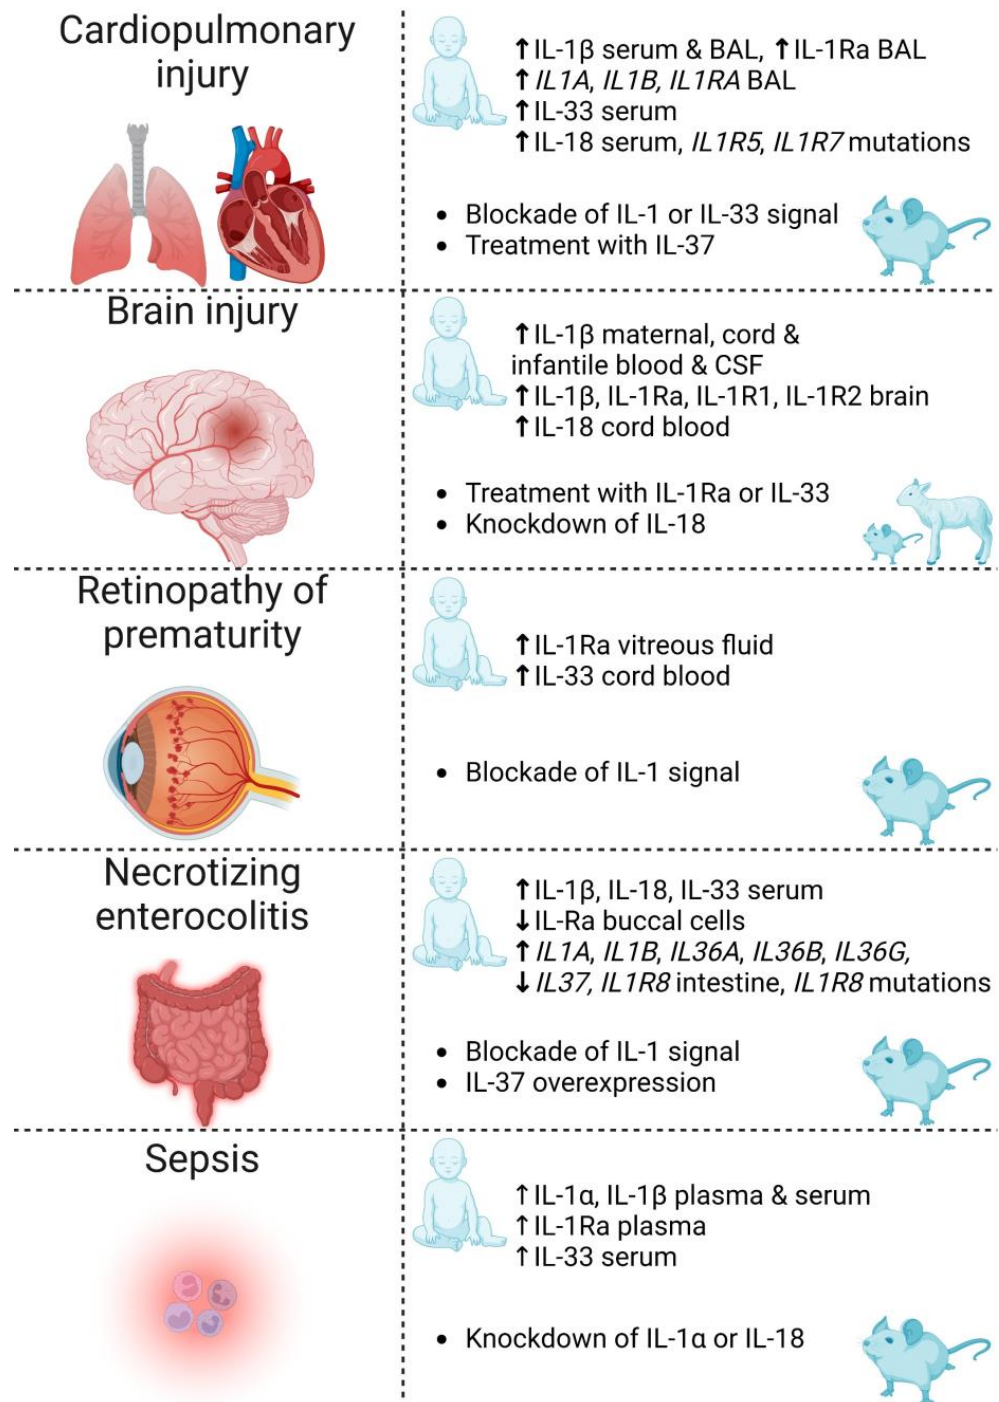 Cardiopulmonary
injury
↑IL-1β serum & BAL, ↑IL-1Ra BAL
↑IL1A, IL1B, IL1RA BAL
↑IL-33 serum
↑IL-18 serum, IL1R5, IL1R7 mutations
• Blockade of IL-1 or IL-33 signal
• Treatment with IL-37
Brain injury
↑IL-1β maternal, cord &
infantile blood & CSF
↑IL-1β, IL-1Ra, IL-1R1, IL-1R2 brain
↑IL-18 cord blood
• Treatment with IL-1Ra or IL-33
• Knockdown of IL-18
Retinopathy of
prematurity
↑IL-1Ra vitreous fluid
↑IL-33 cord blood
• Blockade of IL-1 signal
Necrotizing
enterocolitis
↑IL-1β, IL-18, IL-33 serum
↓IL-Ra buccal cells
↑IL1A, IL1B, IL36A, IL36B, IL36G,
↓IL37, IL1R8 intestine, IL1R8 mutations
• Blockade of IL-1 signal
• IL-37 overexpression
Sepsis
↑IL-1α, IL-1β plasma & serum
↑IL-1Ra plasma
↑IL-33 serum
• Knockdown of IL-1α or IL-18